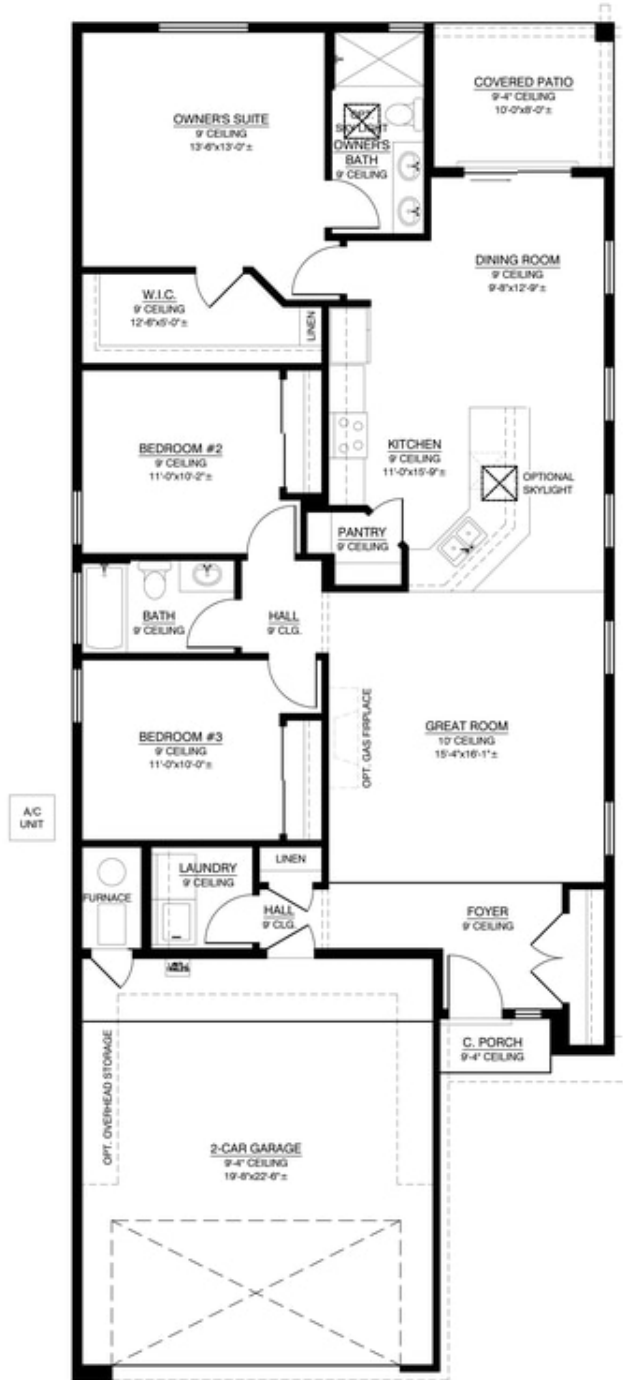 OWNER'S SUITE
9' CEILING
13'-6"x13'-0"±
OPT.
SKY LIGHT
OWNER'S
BATH
9' CEILING
COVERED PATIO
9'-4" CEILING
10'-0"x8'-0"±
DINING ROOM
9' CEILING
9'-8"x12'-9"±
W.I.C.
9' CEILING
12'-6"x5'-0"±
LINEN
BEDROOM #2
9' CEILING
11'-0"x10'-2"±
KITCHEN
9' CEILING
11'-0"x15'-9"±
OPTIONAL
SKYLIGHT
PANTRY
9' CEILING
BATH
9' CEILING
HALL
9' CLG.
BEDROOM #3
9' CEILING
11'-0"x10'-0"±
OPT. GAS FIRPLACE
GREAT ROOM
10' CEILING
15'-4"x16'-1"±
A/C
UNIT
FURNACE
LAUNDRY
9' CEILING
LINEN
HALL
9' CLG.
FOYER
9' CEILING
C. PORCH
9'-4" CEILING
OPT. OVERHEAD STORAGE
2-CAR GARAGE
9'-4" CEILING
19'-8"x22'-6"±